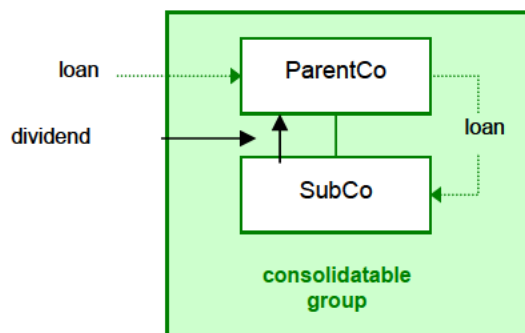 ParentCo
loan
dividend
loan
SubCo
consolidatable
group